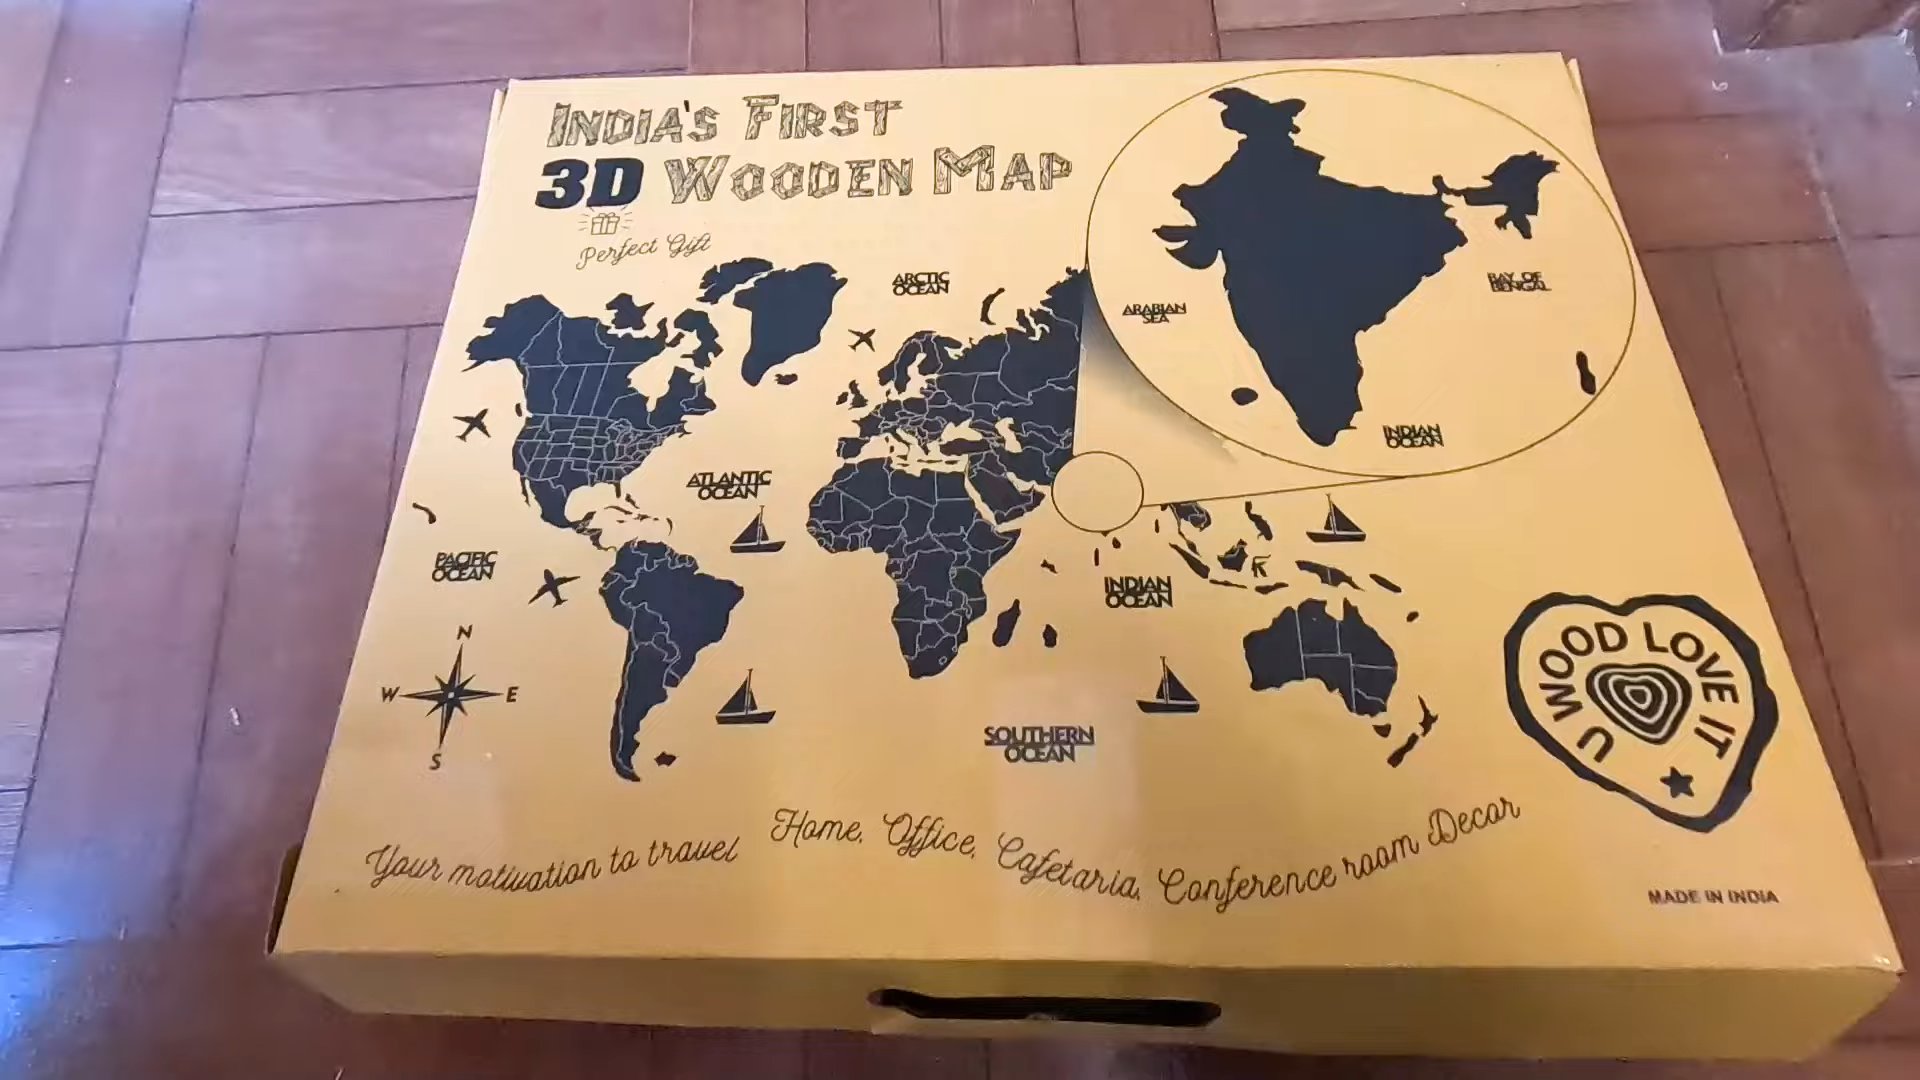 INDIA'S FIRST
3D WOODEN MAP
Perfect Gift
ARCTIC
OCEAN
ARABIAN
SEA
BAY OF
BENGAL
INDIAN
OCEAN
ATLANTIC
OCEAN
PACIFIC
OCEAN
INDIAN
OCEAN
SOUTHERN
OCEAN
N
W E
S
U WOOD LOVE IT
Your motivation to travel
Home, Office, Cafetaria, Conference room Decor
MADE IN INDIA